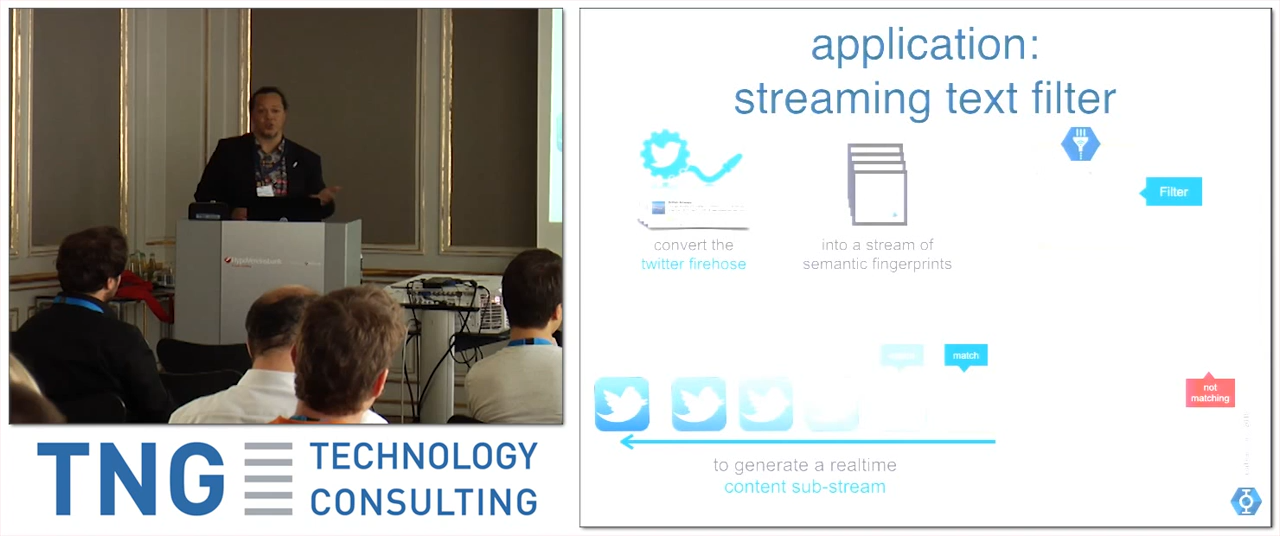 application:
streaming text filter
Filter
convert the
twitter firehose
into a stream of
semantic fingerprints
match
not
matching
to generate a realtime
content sub-stream
TNG
TECHNOLOGY
CONSULTING